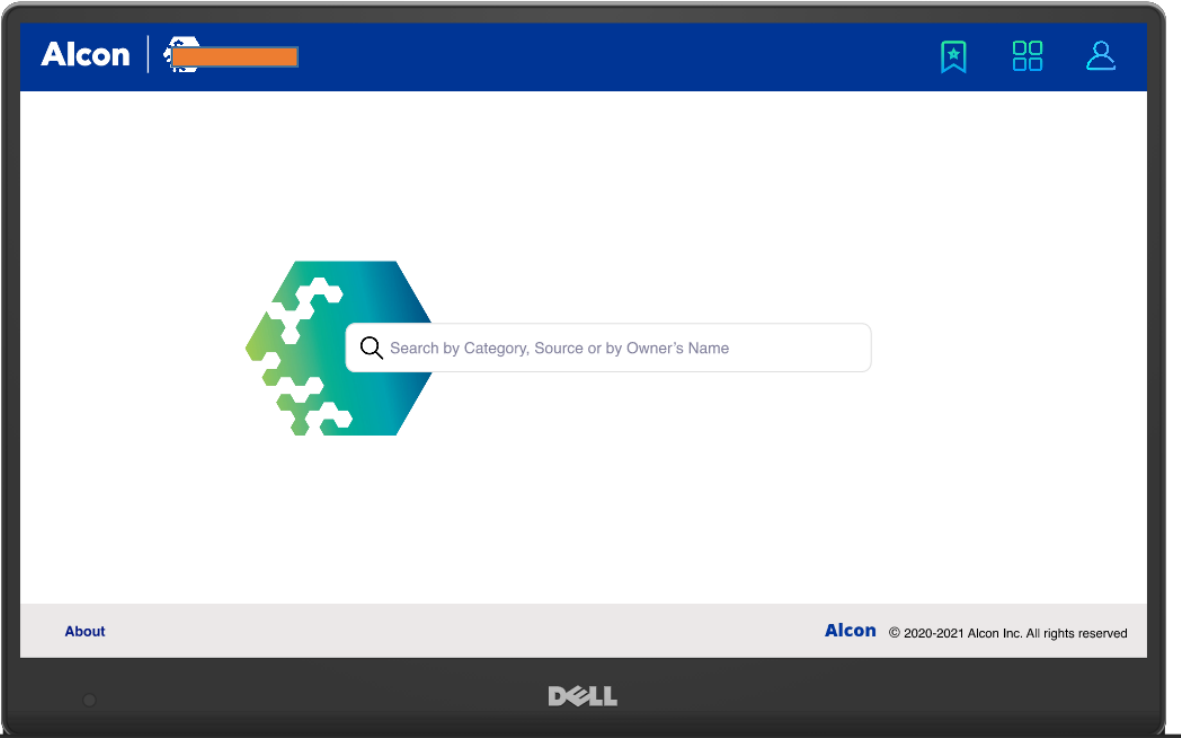 Alcon
Search by Category, Source or by Owner's Name
About
Alcon © 2020-2021 Alcon Inc. All rights reserved
DELL